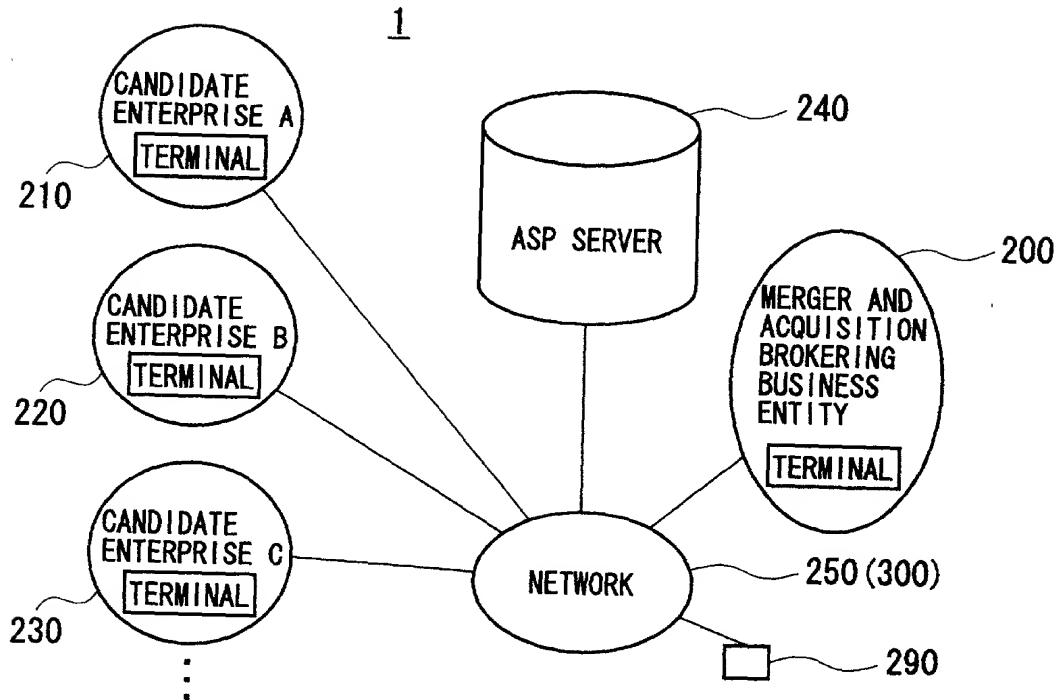 1
CANDIDATE
ENTERPRISE A
TERMINAL
210
240
ASP SERVER
200
MERGER AND
ACQUISITION
BROKERING
BUSINESS
ENTITY
TERMINAL
CANDIDATE
ENTERPRISE B
TERMINAL
220
CANDIDATE
ENTERPRISE C
TERMINAL
230
NETWORK
250(300)
290